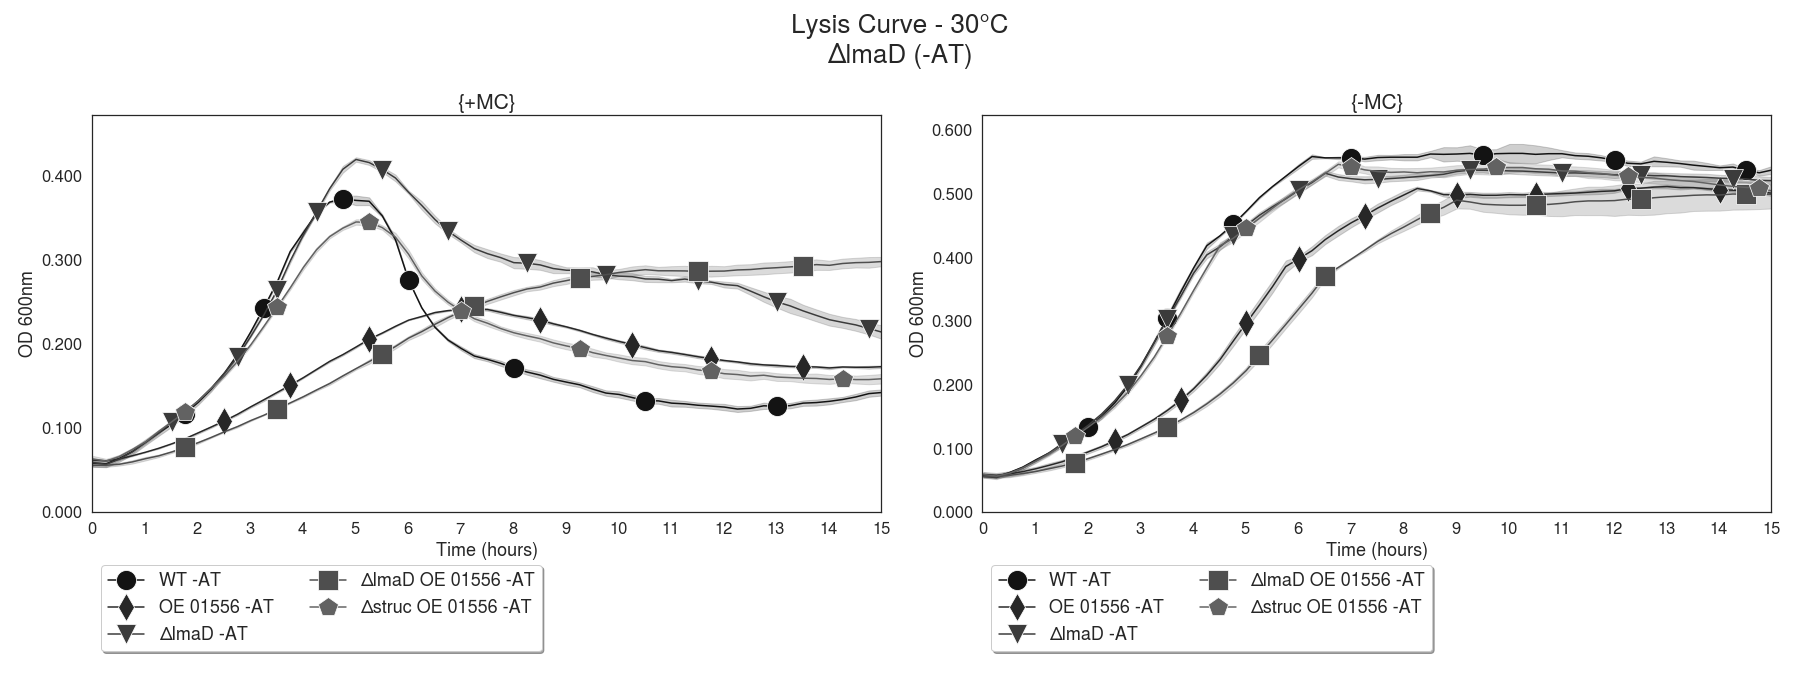 Lysis Curve - 30°C
ΔlmaD (-AT)
{+MC}
OD 600nm
0.400
0.300
0.200
0.100
0.000
0 1 2 3 4 5 6 7 8 9 10 11 12 13 14 15
Time (hours)
WT -AT
OE 01556 -AT
ΔlmaD -AT
ΔlmaD OE 01556 -AT
Δstruc OE 01556 -AT
{-MC}
OD 600nm
0.600
0.500
0.400
0.300
0.200
0.100
0.000
0 1 2 3 4 5 6 7 8 9 10 11 12 13 14 15
Time (hours)
WT -AT
OE 01556 -AT
ΔlmaD -AT
ΔlmaD OE 01556 -AT
Δstruc OE 01556 -AT